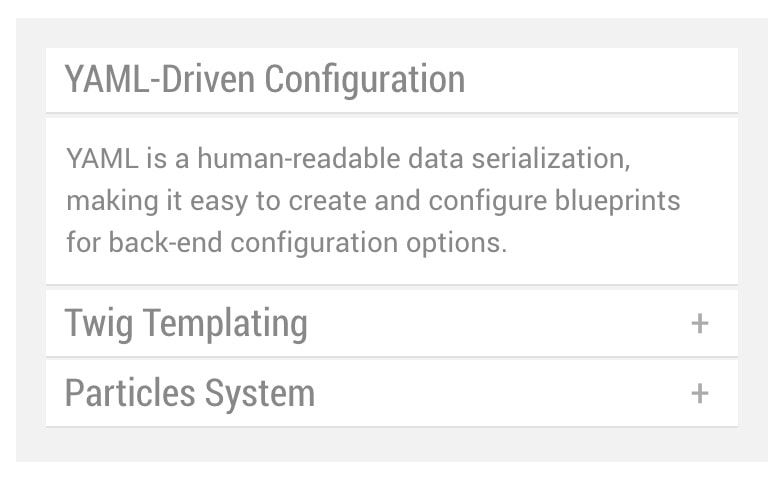 YAML-Driven Configuration
YAML is a human-readable data serialization,
making it easy to create and configure blueprints
for back-end configuration options.
Twig Templating +
Particles System +